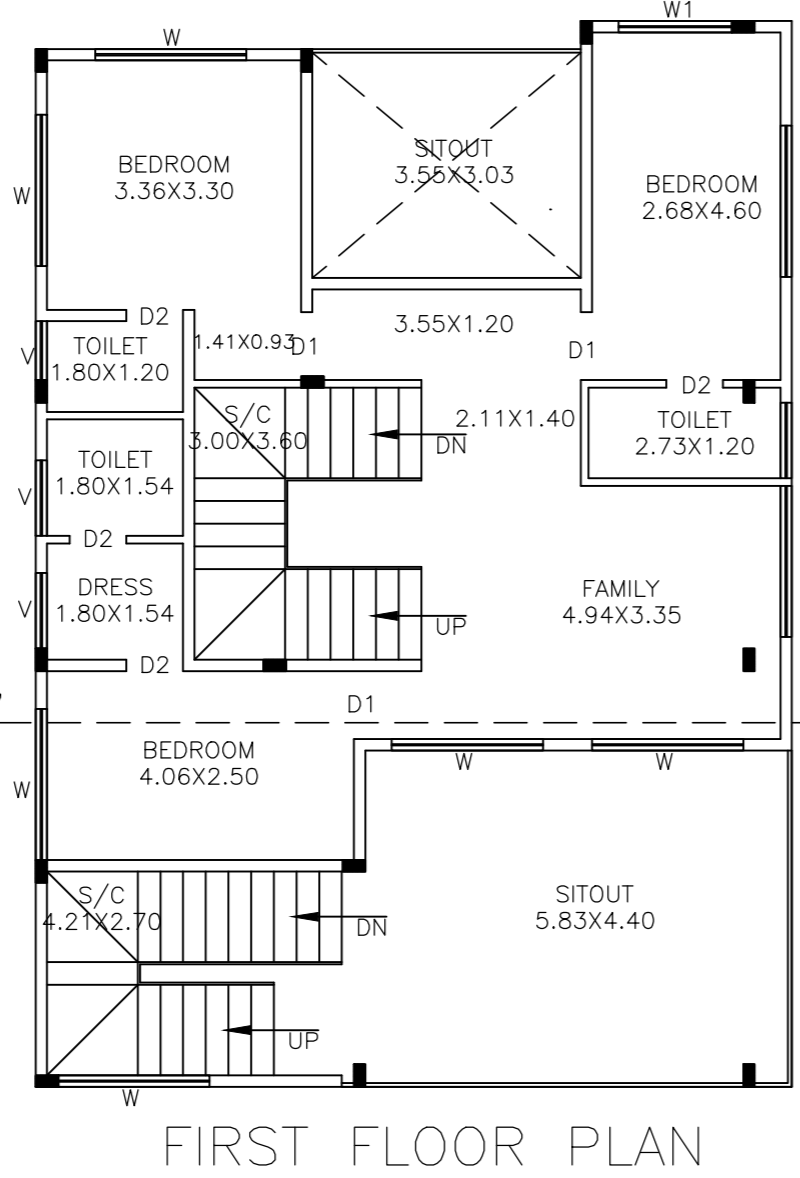 W1
W
SITOUT
3.55X3.03
BEDROOM
3.36X3.30
W
BEDROOM
2.68X4.60
D2
3.55X1.20
1.41X0.93
D1
D1
V
TOILET
1.80X1.20
D2
S/C
3.00X3.60
2.11X1.40
DN
TOILET
2.73X1.20
TOILET
1.80X1.54
V
D2
DRESS
1.80X1.54
V
FAMILY
4.94X3.35
UP
D2
D1
BEDROOM
4.06X2.50
W
W
W
S/C
4.21X2.70
DN
SITOUT
5.83X4.40
UP
W
FIRST FLOOR PLAN